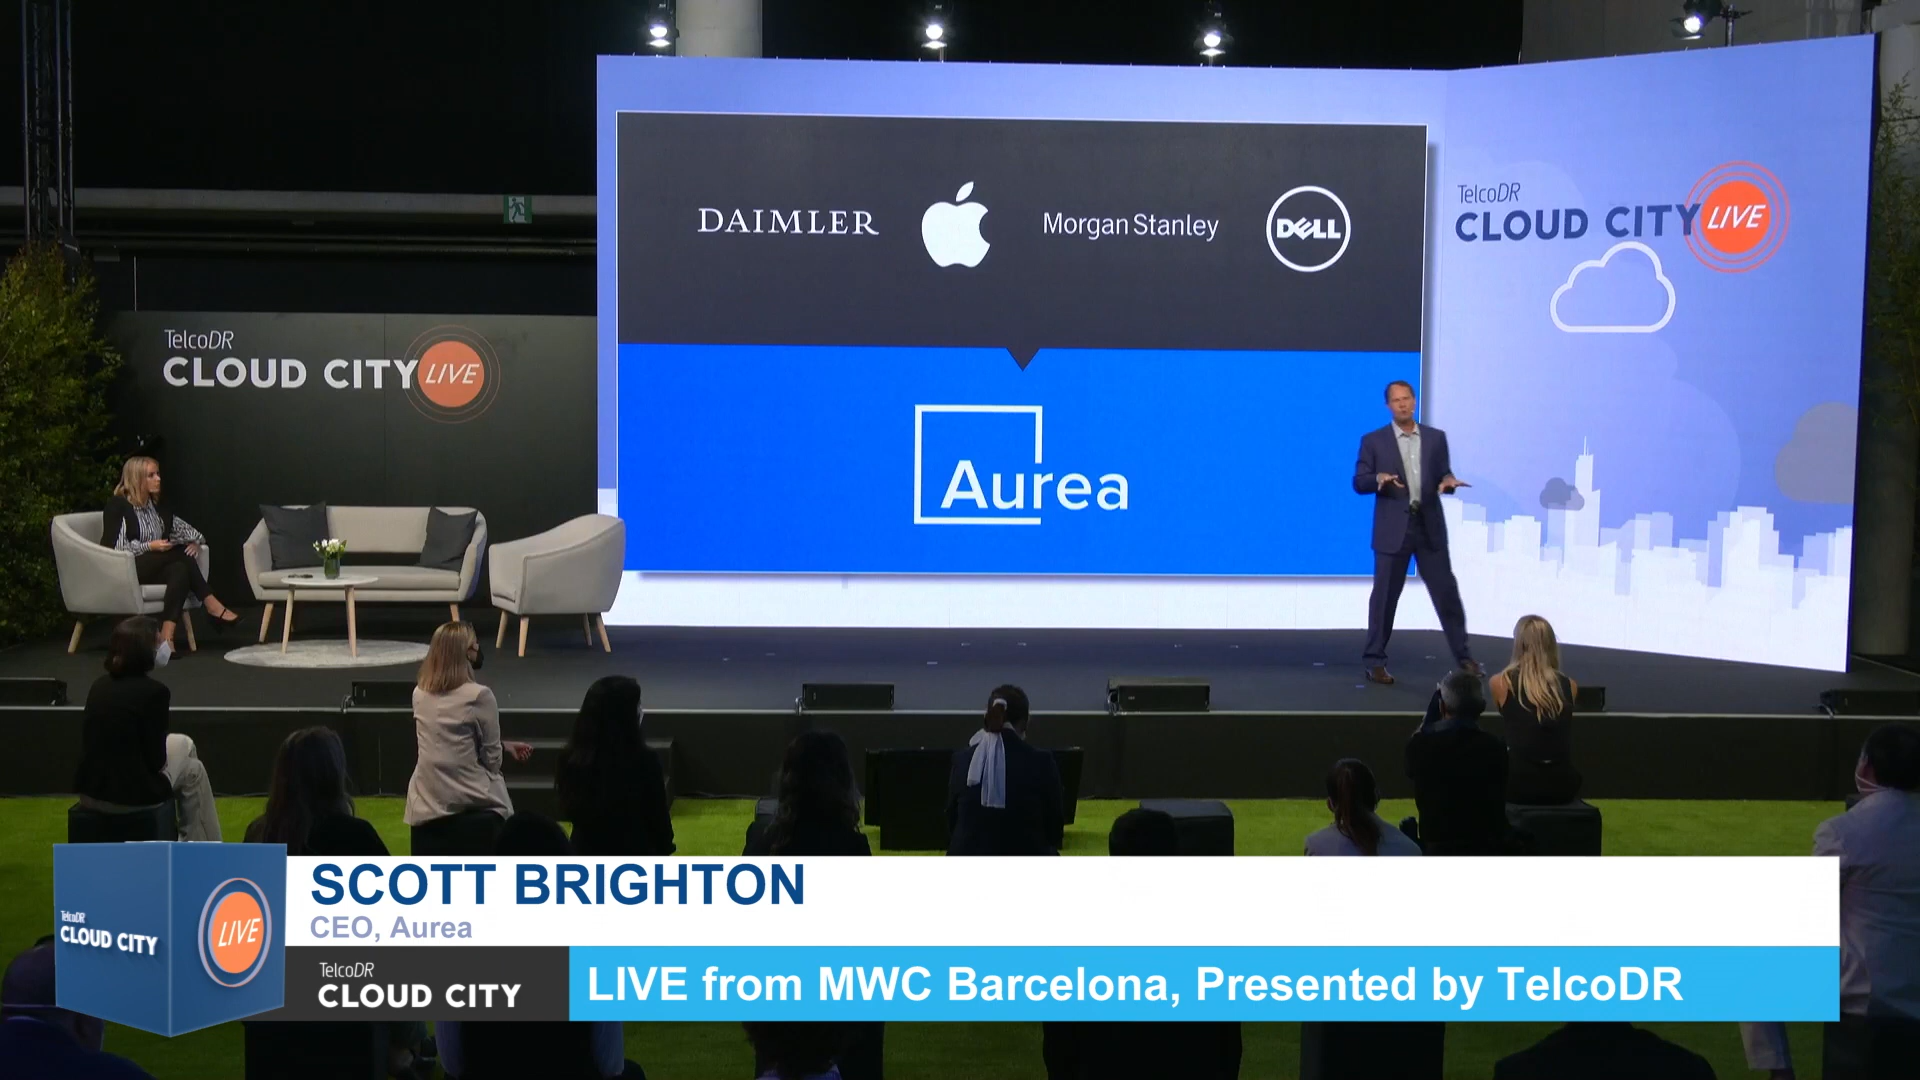 DAIMLER
Morgan Stanley
DELL
TelcoDR
CLOUD CITY LIVE
TelcoDR
CLOUD CITY LIVE
Aurea
SCOTT BRIGHTON
CEO, Aurea
TelcoDR
CLOUD CITY
LIVE
TelcoDR
CLOUD CITY
LIVE from MWC Barcelona, Presented by TelcoDR